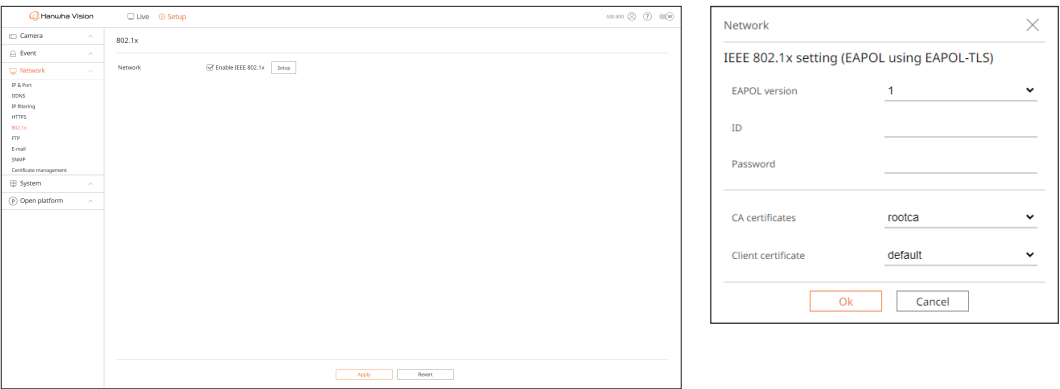 Hanwha Vision
Live
Setup
AIB-800
Camera
Event
Network
IP & Port
DDNS
IP filtering
HTTPS
802.1x
FTP
E-mail
SNMP
Certificate management
System
P Open platform
802.1x
Network Enable IEEE 802.1x Setup
Apply Revert
Network
IEEE 802.1x setting (EAPOL using EAPOL-TLS)
EAPOL version 1
ID
Password
CA certificates rootca
Client certificate default
Ok Cancel